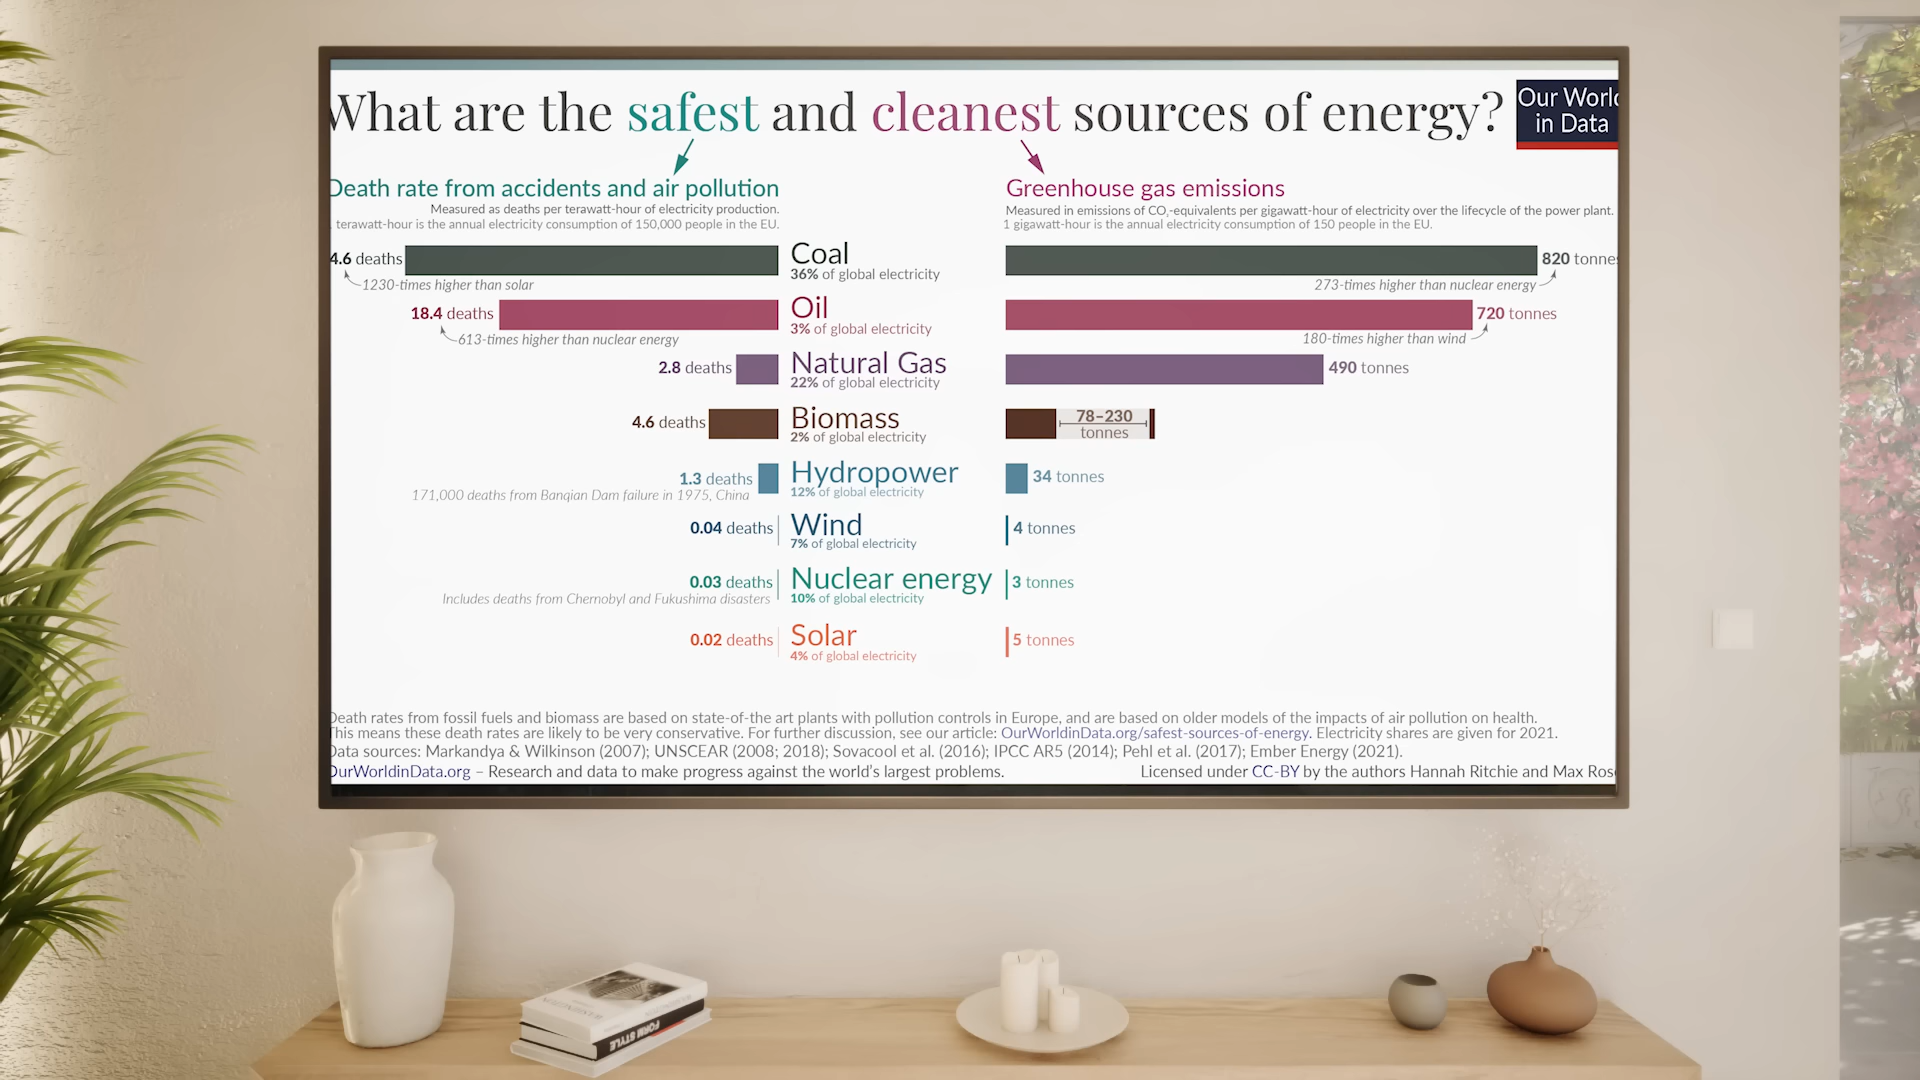 What are the safest and cleanest sources of energy?
Our World
in Data
Death rate from accidents and air pollution
Measured as deaths per terawatt-hour of electricity production.
terawatt-hour is the annual electricity consumption of 150,000 people in the EU.
Greenhouse gas emissions
Measured in emissions of CO₂-equivalents per gigawatt-hour of electricity over the lifecycle of the power plant.
1 gigawatt-hour is the annual electricity consumption of 150 people in the EU.
4.6 deaths
1230-times higher than solar
Coal
36% of global electricity
820 tonnes
273-times higher than nuclear energy
18.4 deaths
613-times higher than nuclear energy
Oil
3% of global electricity
720 tonnes
180-times higher than wind
2.8 deaths
Natural Gas
22% of global electricity
490 tonnes
4.6 deaths
Biomass
2% of global electricity
78–230
tonnes
1.3 deaths
171,000 deaths from Banqian Dam failure in 1975, China
Hydropower
12% of global electricity
34 tonnes
0.04 deaths
Wind
7% of global electricity
4 tonnes
0.03 deaths
Includes deaths from Chernobyl and Fukushima disasters
Nuclear energy
10% of global electricity
3 tonnes
0.02 deaths
Solar
4% of global electricity
5 tonnes
Death rates from fossil fuels and biomass are based on state-of-the art plants with pollution controls in Europe, and are based on older models of the impacts of air pollution on health.
This means these death rates are likely to be very conservative. For further discussion, see our article: OurWorldinData.org/safest-sources-of-energy. Electricity shares are given for 2021.
Data sources: Markandya & Wilkinson (2007); UNSCEAR (2008; 2018); Sovacool et al. (2016); IPCC AR5 (2014); Pehl et al. (2017); Ember Energy (2021).
OurWorldinData.org – Research and data to make progress against the world's largest problems.
Licensed under CC-BY by the authors Hannah Ritchie and Max Ros
FORM STYLE